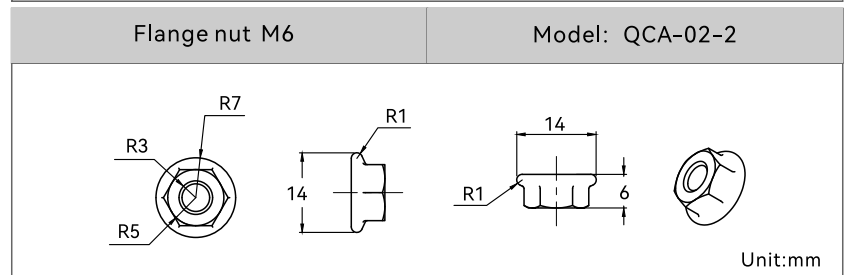 Flange nut M6
Model: QCA-02-2
R7
R3
R5
14
R1
14
R1
6
Unit:mm